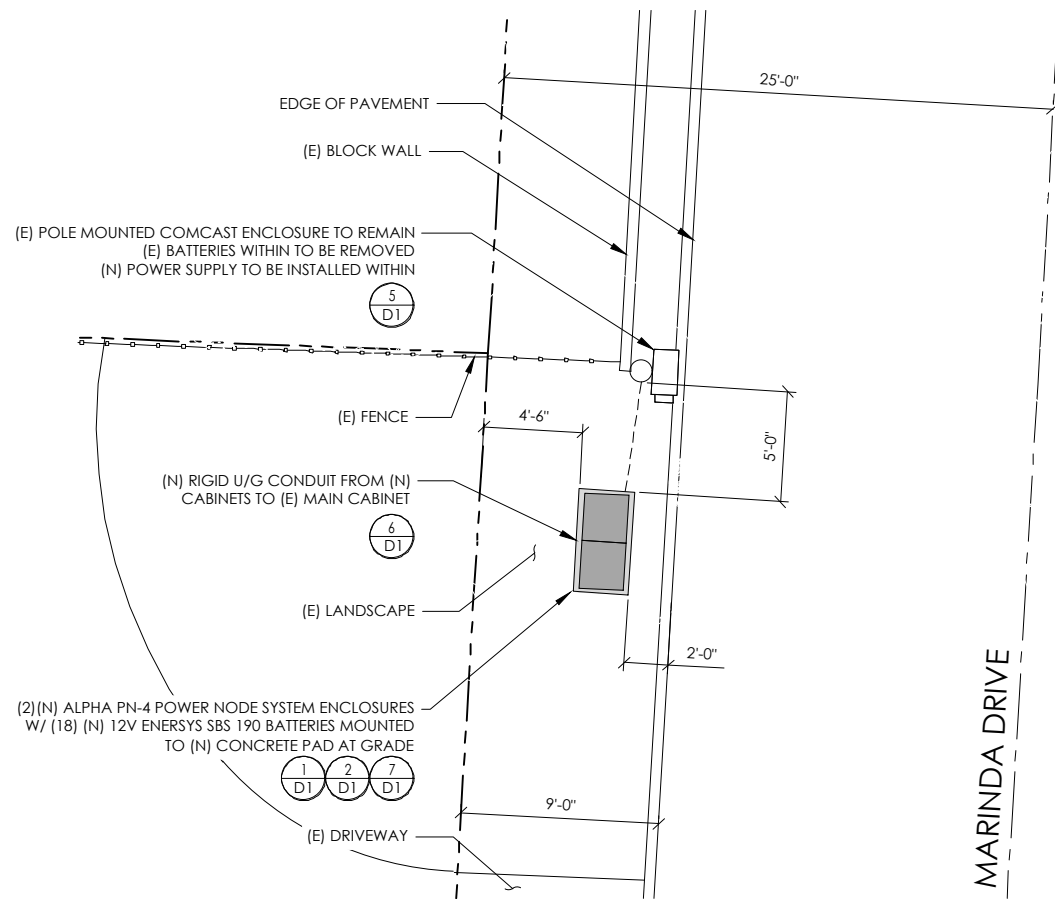 25'-0"
EDGE OF PAVEMENT
(E) BLOCK WALL
(E) POLE MOUNTED COMCAST ENCLOSURE TO REMAIN
(E) BATTERIES WITHIN TO BE REMOVED
(N) POWER SUPPLY TO BE INSTALLED WITHIN
5
D1
(E) FENCE
4'-6"
5'-0"
(N) RIGID U/G CONDUIT FROM (N)
CABINETS TO (E) MAIN CABINET
6
D1
(E) LANDSCAPE
2'-0"
(2)(N) ALPHA PN-4 POWER NODE SYSTEM ENCLOSURES
W/ (18) (N) 12V ENERSYS SBS 190 BATTERIES MOUNTED
TO (N) CONCRETE PAD AT GRADE
1
D1
2
D1
7
D1
9'-0"
(E) DRIVEWAY
MARINDA DRIVE